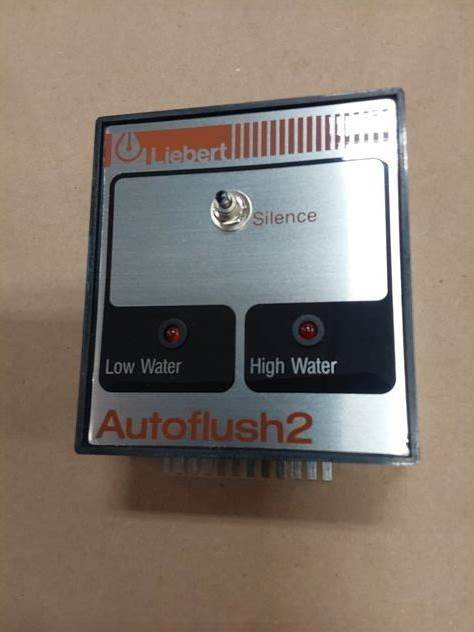 Liebert
Silence
Low Water
High Water
Autoflush2